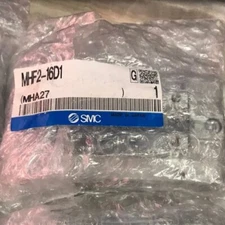 MHF2-16D1
G
(MHA27 ) 1
SMC